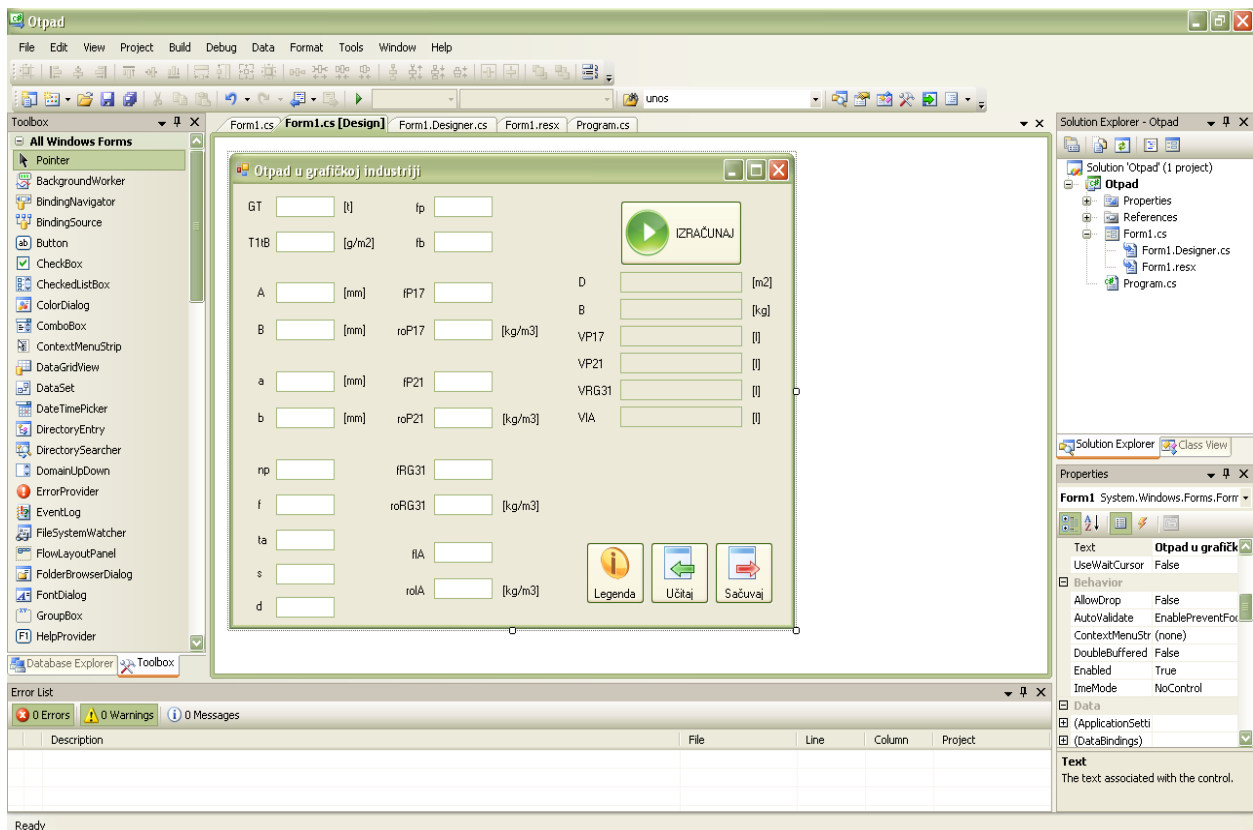 Otpad
File Edit View Project Build Debug Data Format Tools Window Help
unos
Toolbox
All Windows Forms
Pointer
BackgroundWorker
BindingNavigator
BindingSource
Button
CheckBox
CheckedListBox
ColorDialog
ComboBox
ContextMenuStrip
DataGridView
DataSet
DateTimePicker
DirectoryEntry
DirectorySearcher
DomainUpDown
ErrorProvider
EventLog
FileSystemWatcher
FlowLayoutPanel
FolderBrowserDialog
FontDialog
GroupBox
HelpProvider
Database Explorer Toolbox
Form1.cs Form1.cs [Design] Form1.Designer.cs Form1.resx Program.cs
Otpad u grafičkoj industriji
GT [t] fp
T1tB [g/m2] fb
A [mm] fP17
B [mm] roP17 [kg/m3]
a [mm] fP21
b [mm] roP21 [kg/m3]
np fRG31
f roRG31 [kg/m3]
ta
fIA
s
roIA [kg/m3]
d
IZRAČUNAJ
D [m2]
B [kg]
VP17 [l]
VP21 [l]
VRG31 [l]
VIA [l]
Legenda Učitaj Sačuvaj
Solution Explorer - Otpad
Solution 'Otpad' (1 project)
Otpad
Properties
References
Form1.cs
Form1.Designer.cs
Form1.resx
Program.cs
Solution Explorer Class View
Properties
Form1 System.Windows.Forms.Form
Text Otpad u grafičk
UseWaitCursor False
Behavior
AllowDrop False
AutoValidate EnablePreventFoc
ContextMenuStr (none)
DoubleBuffered False
Enabled True
ImeMode NoControl
Data
(ApplicationSetti
(DataBindings)
Text
The text associated with the control.
Error List
0 Errors 0 Warnings 0 Messages
Description File Line Column Project
Ready